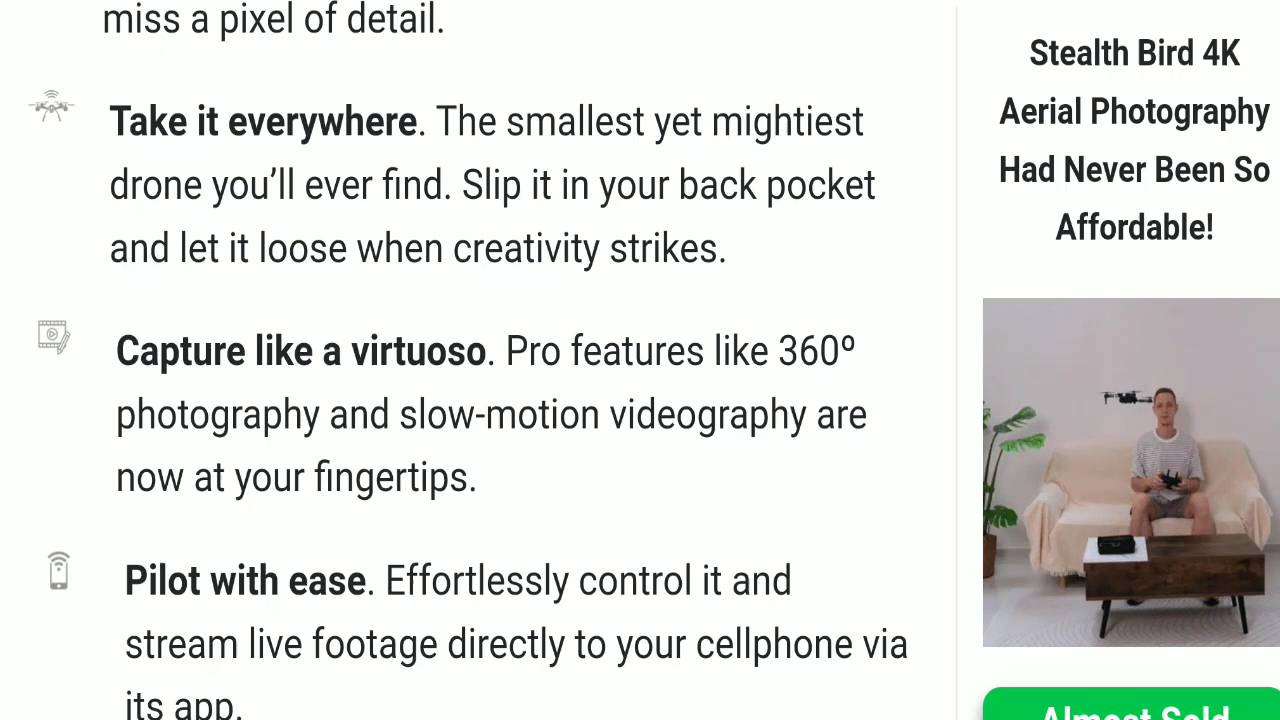 miss a pixel of detail.
Take it everywhere. The smallest yet mightiest
drone you’ll ever find. Slip it in your back pocket
and let it loose when creativity strikes.
Capture like a virtuoso. Pro features like 360º
photography and slow-motion videography are
now at your fingertips.
Pilot with ease. Effortlessly control it and
stream live footage directly to your cellphone via
its app.
Stealth Bird 4K
Aerial Photography
Had Never Been So
Affordable!
Almost Sold